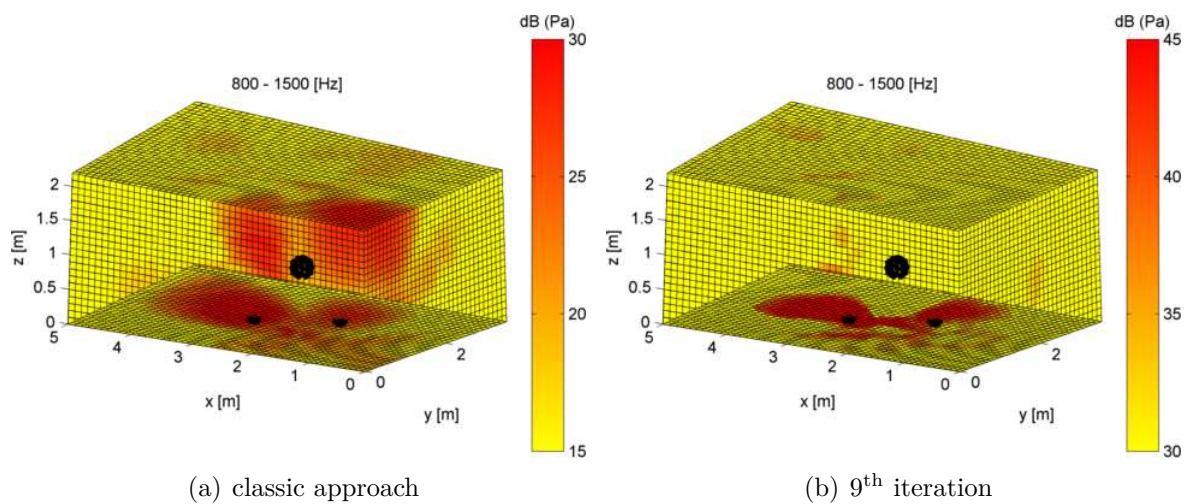 dB (Pa)
30
25
20
15
800 - 1500 [Hz]
2
1.5
1
0.5
0
z [m]
5
4
3
2
1
0
x [m]
0
2
y [m]
(a) classic approach
dB (Pa)
45
40
35
30
800 - 1500 [Hz]
2
1.5
1
0.5
0
z [m]
5
4
3
2
1
0
x [m]
0
2
y [m]
(b) 9th iteration